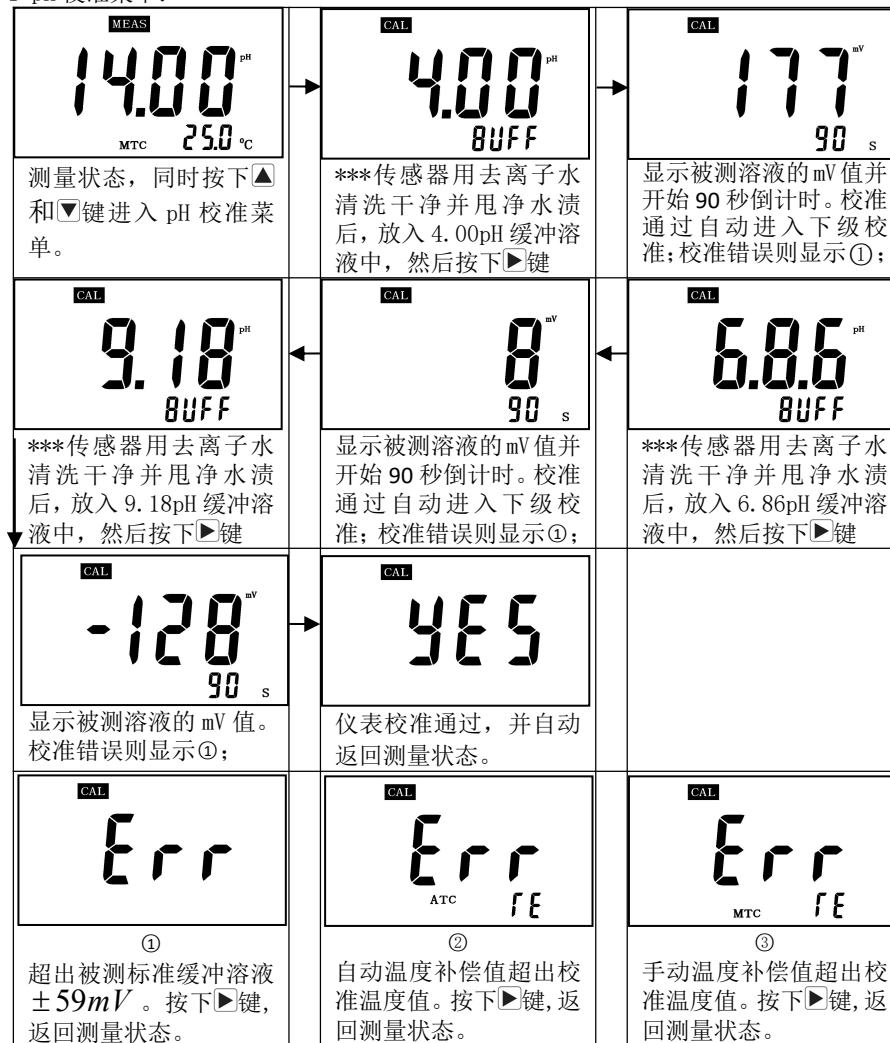 MEAS
14.00 pH
MTC 25.0 ℃
测量状态，同时按下▲
和▼键进入 pH 校准菜
单。
CAL
4.00 pH
BUFF
***传感器用去离子水
清洗干净并甩净水渍
后，放入 4.00pH 缓冲溶
液中，然后按下▶键
CAL
177 mV
90 s
显示被测溶液的 mV 值并
开始 90 秒倒计时。校准
通过自动进入下级校
准；校准错误则显示①；
CAL
9.18 pH
BUFF
***传感器用去离子水
清洗干净并甩净水渍
后，放入 9.18pH 缓冲溶
液中，然后按下▶键
CAL
8 mV
90 s
显示被测溶液的 mV 值并
开始 90 秒倒计时。校准
通过自动进入下级校
准；校准错误则显示①；
CAL
6.8.6 pH
BUFF
***传感器用去离子水
清洗干净并甩净水渍
后，放入 6.86pH 缓冲溶
液中，然后按下▶键
CAL
-128 mV
90 s
显示被测溶液的 mV 值。
校准错误则显示①；
CAL
YES
仪表校准通过，并自动
返回测量状态。
CAL
Err
①
超出被测标准缓冲溶液
±59mV 。按下▶键，
返回测量状态。
CAL
Err
ATC TE
②
自动温度补偿值超出校
准温度值。按下▶键，返
回测量状态。
CAL
Err
MTC TE
③
手动温度补偿值超出校
准温度值。按下▶键，返
回测量状态。